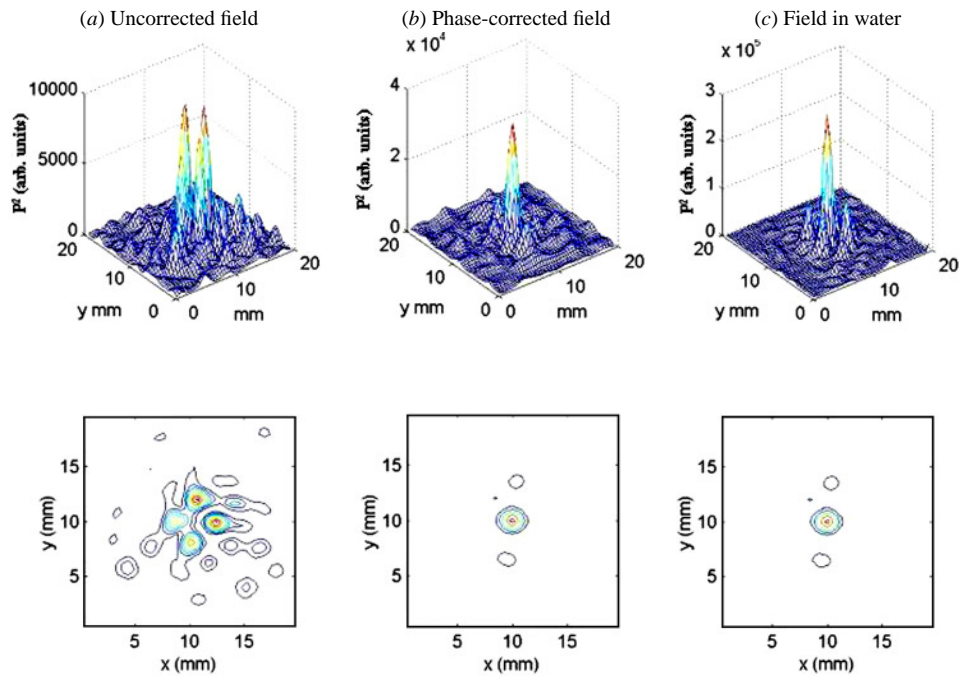 (a) Uncorrected field
(b) Phase-corrected field
(c) Field in water
10000
5000
0
P² (arb. units)
20
10
0
y mm
0
10
20
mm
x 10⁴
4
2
0
P² (arb. units)
20
10
0
y mm
0
10
20
mm
x 10⁵
3
2
1
0
P² (arb. units)
20
10
0
y mm
0
10
20
mm
15
10
5
y (mm)
5 10 15
x (mm)
15
10
5
y (mm)
5 10 15
x (mm)
15
10
5
y (mm)
5 10 15
x (mm)